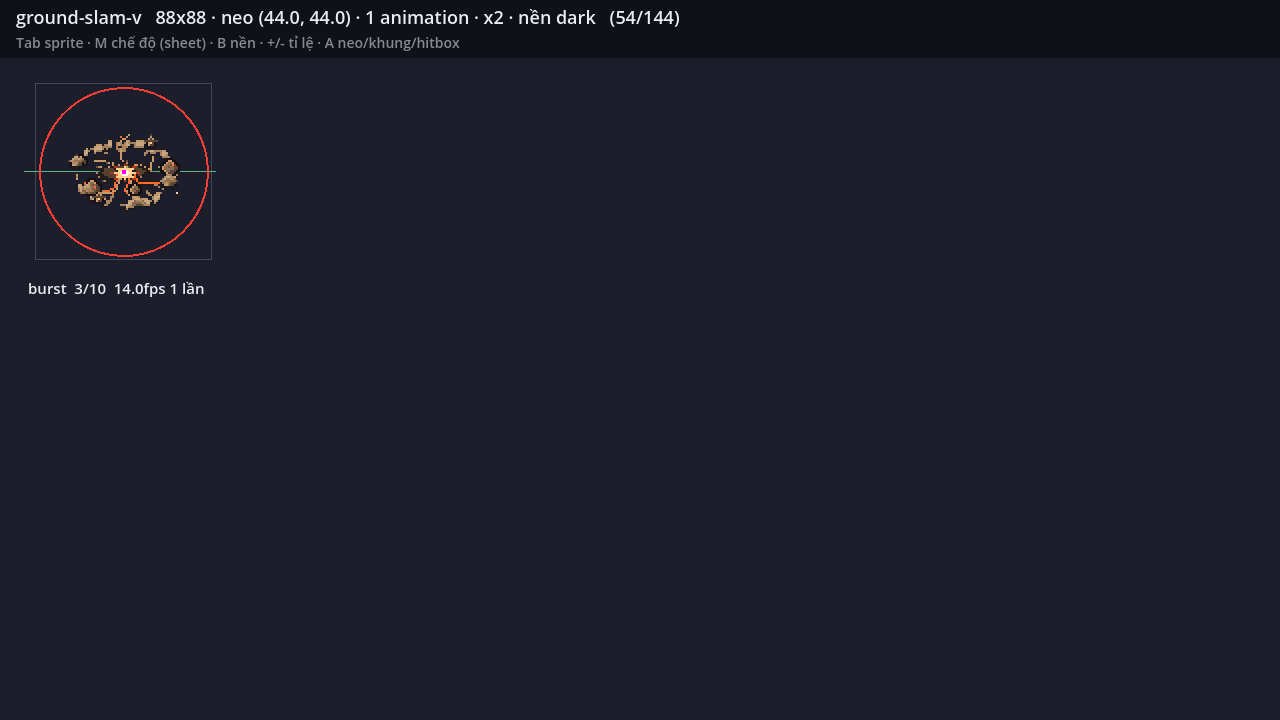 ground-slam-v 88x88 · neo (44.0, 44.0) · 1 animation · x2 · nền dark (54/144)
Tab sprite · M chế độ (sheet) · B nền · +/- tỉ lệ · A neo/khung/hitbox
burst 3/10 14.0fps 1 lần